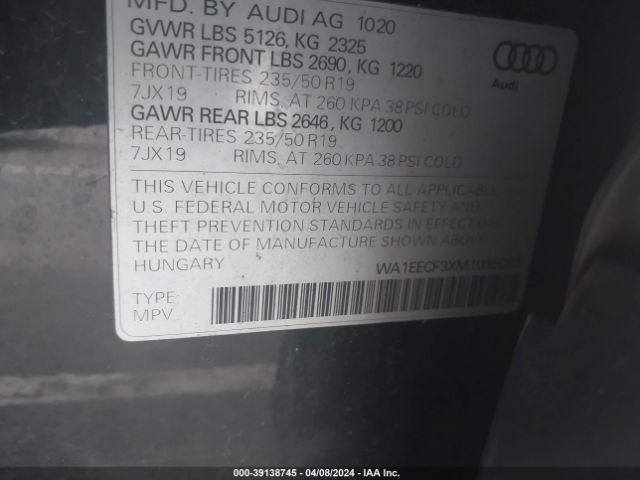 MFD. BY AUDI AG 1020
GVWR LBS 5126, KG 2325
GAWR FRONT LBS 2690, KG 1220
FRONT-TIRES 235/50 R19
7JX19 RIMS, AT 260 KPA 38 PSI COLD
GAWR REAR LBS 2646, KG 1200
REAR-TIRES 235/50 R19
7JX19 RIMS, AT 260 KPA 38 PSI COLD
Audi
THIS VEHICLE CONFORMS TO ALL APPLICABLE
U.S. FEDERAL MOTOR VEHICLE SAFETY AND
THEFT PREVENTION STANDARDS IN EFFECT ON
THE DATE OF MANUFACTURE SHOWN ABOVE.
HUNGARY
TYPE:
MPV
000-39138745 - 04/08/2024 - IAA Inc.